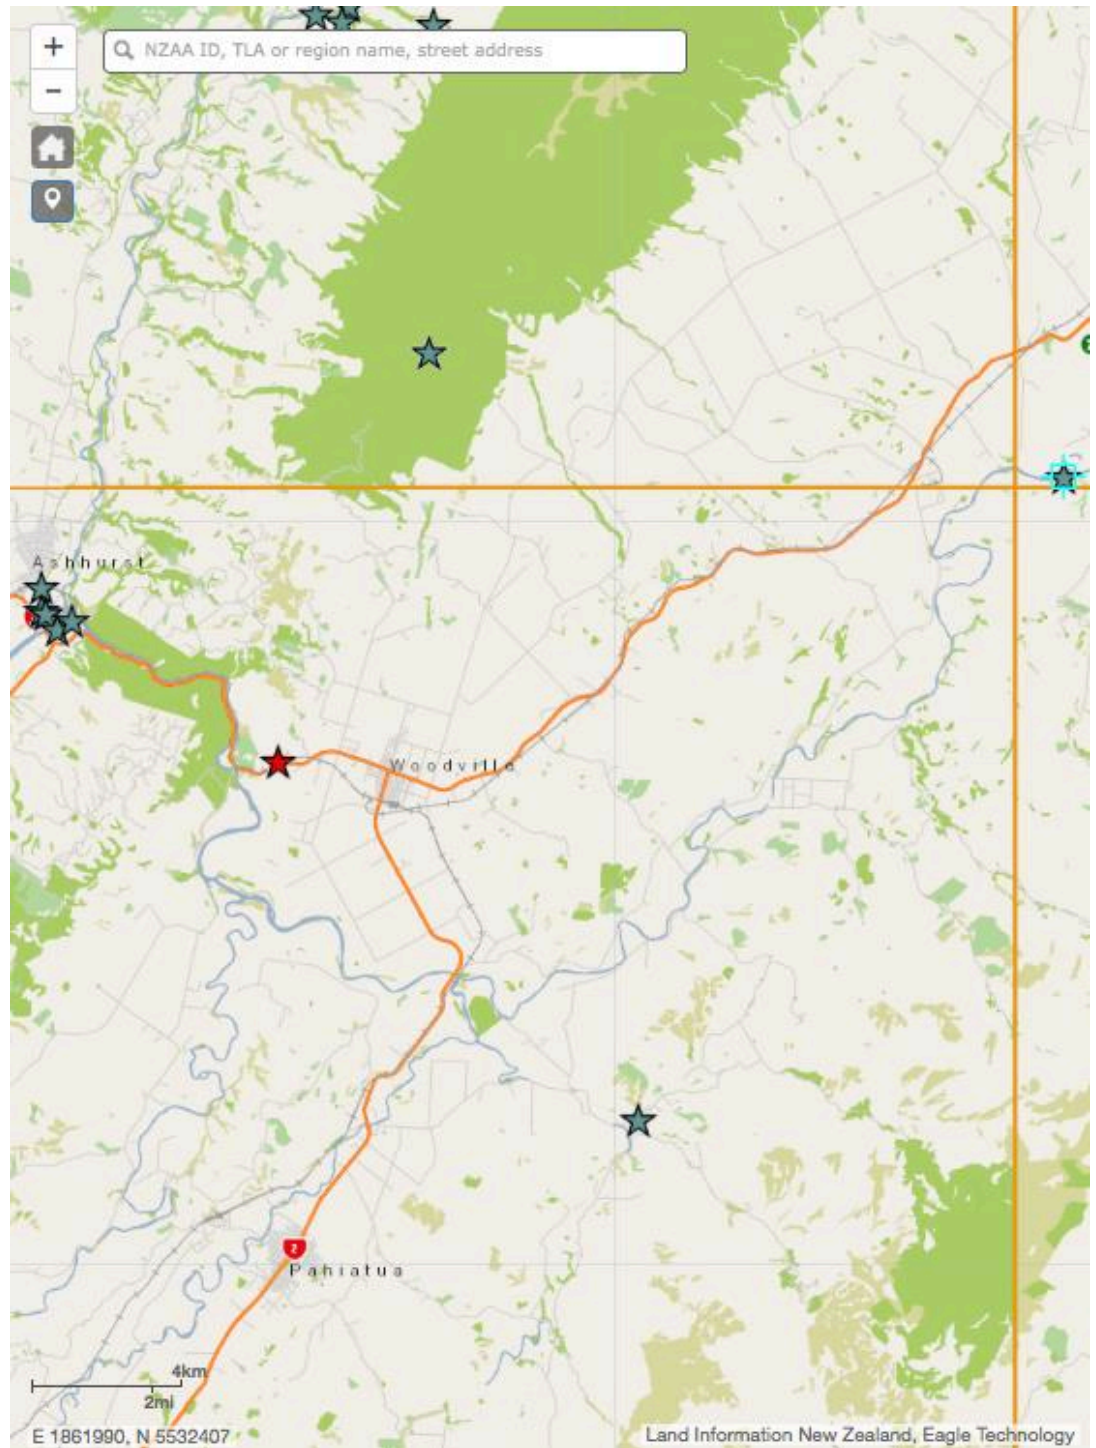 +
NZAA ID, TLA or region name, street address
−
Ashhurst
Woodville
2
Pahiatua
4km
2mi
E 1861990, N 5532407
Land Information New Zealand, Eagle Technology